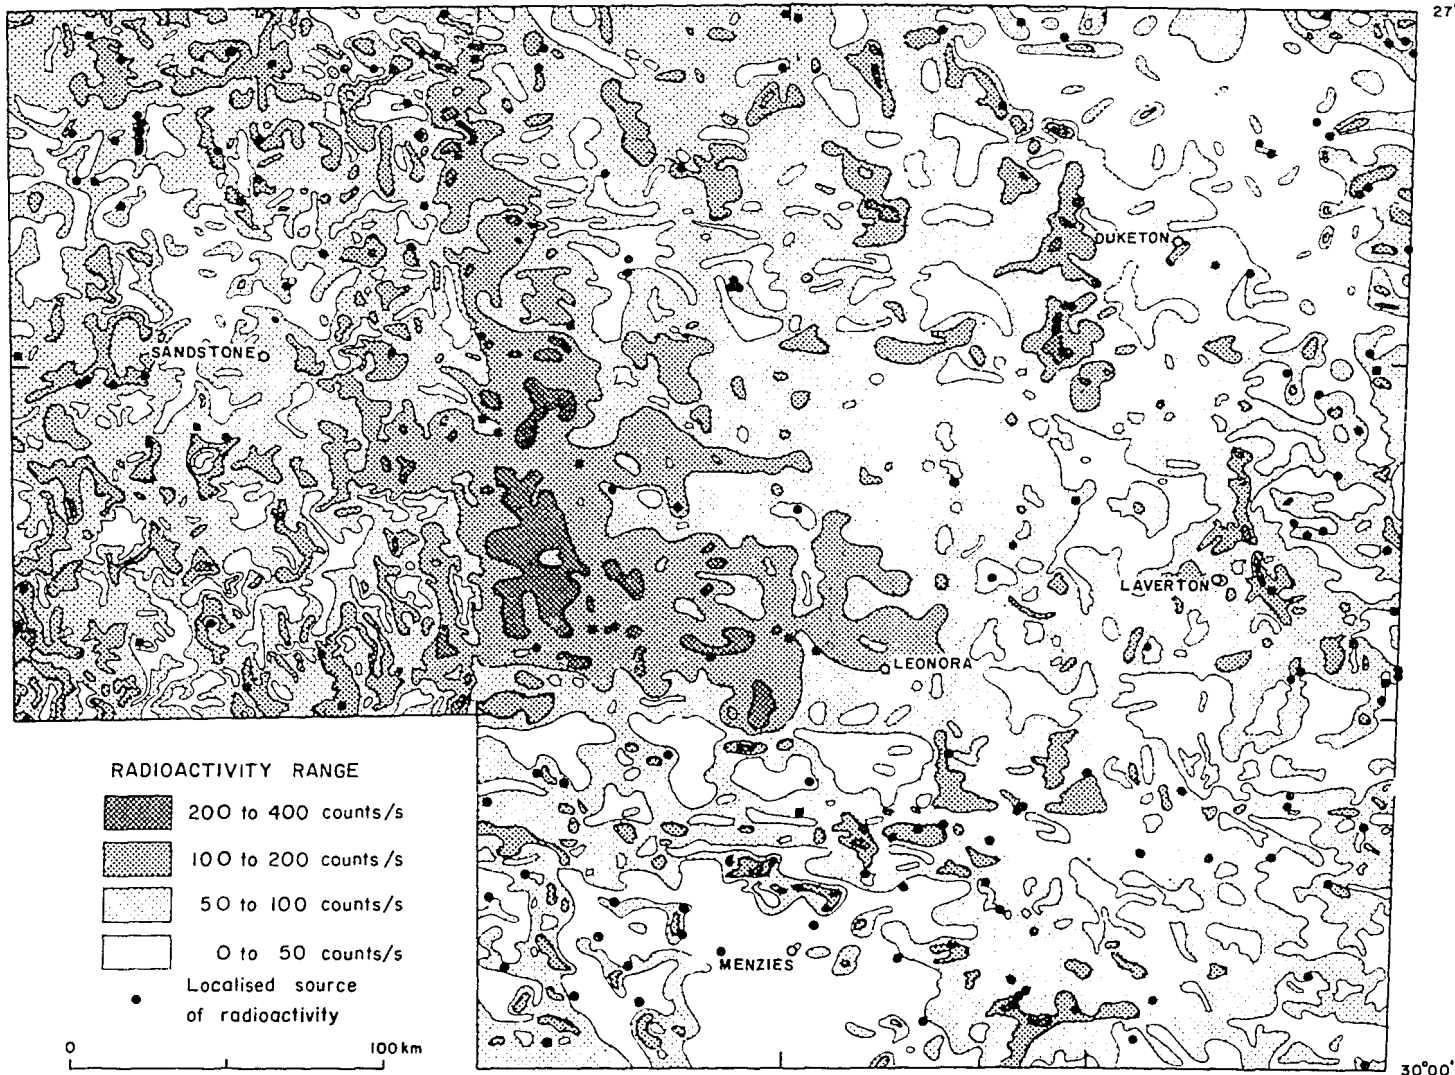 27
DUKETON
SANDSTONE
LAVERTON
LEONORA
RADIOACTIVITY RANGE
200 to 400 counts/s
100 to 200 counts/s
50 to 100 counts/s
0 to 50 counts/s
Localised source
of radioactivity
MENZIES
0 100 km
30°00'